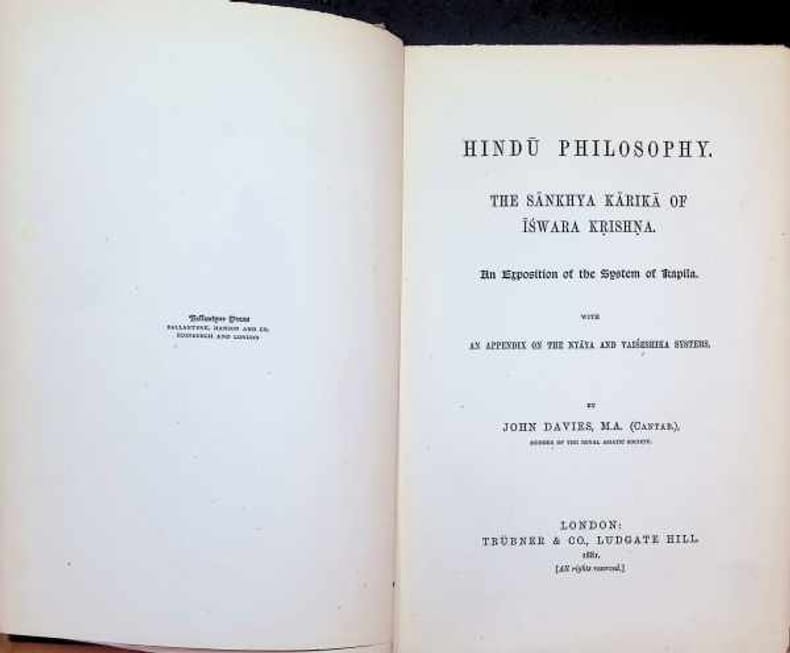 Ballantyne Press
BALLANTYNE, HANSON AND CO.
EDINBURGH AND LONDON
HINDŪ PHILOSOPHY.
THE SĀNKHYA KĀRIKĀ OF
ĪŚWARA KṚISHṆA.
An Exposition of the System of Kapila.
WITH
AN APPENDIX ON THE NYĀYA AND VAIŚESHIKA SYSTEMS.
BY
JOHN DAVIES, M.A. (CANTAB.),
MEMBER OF THE ROYAL ASIATIC SOCIETY.
LONDON:
TRÜBNER & CO., LUDGATE HILL.
1881.
[All rights reserved.]